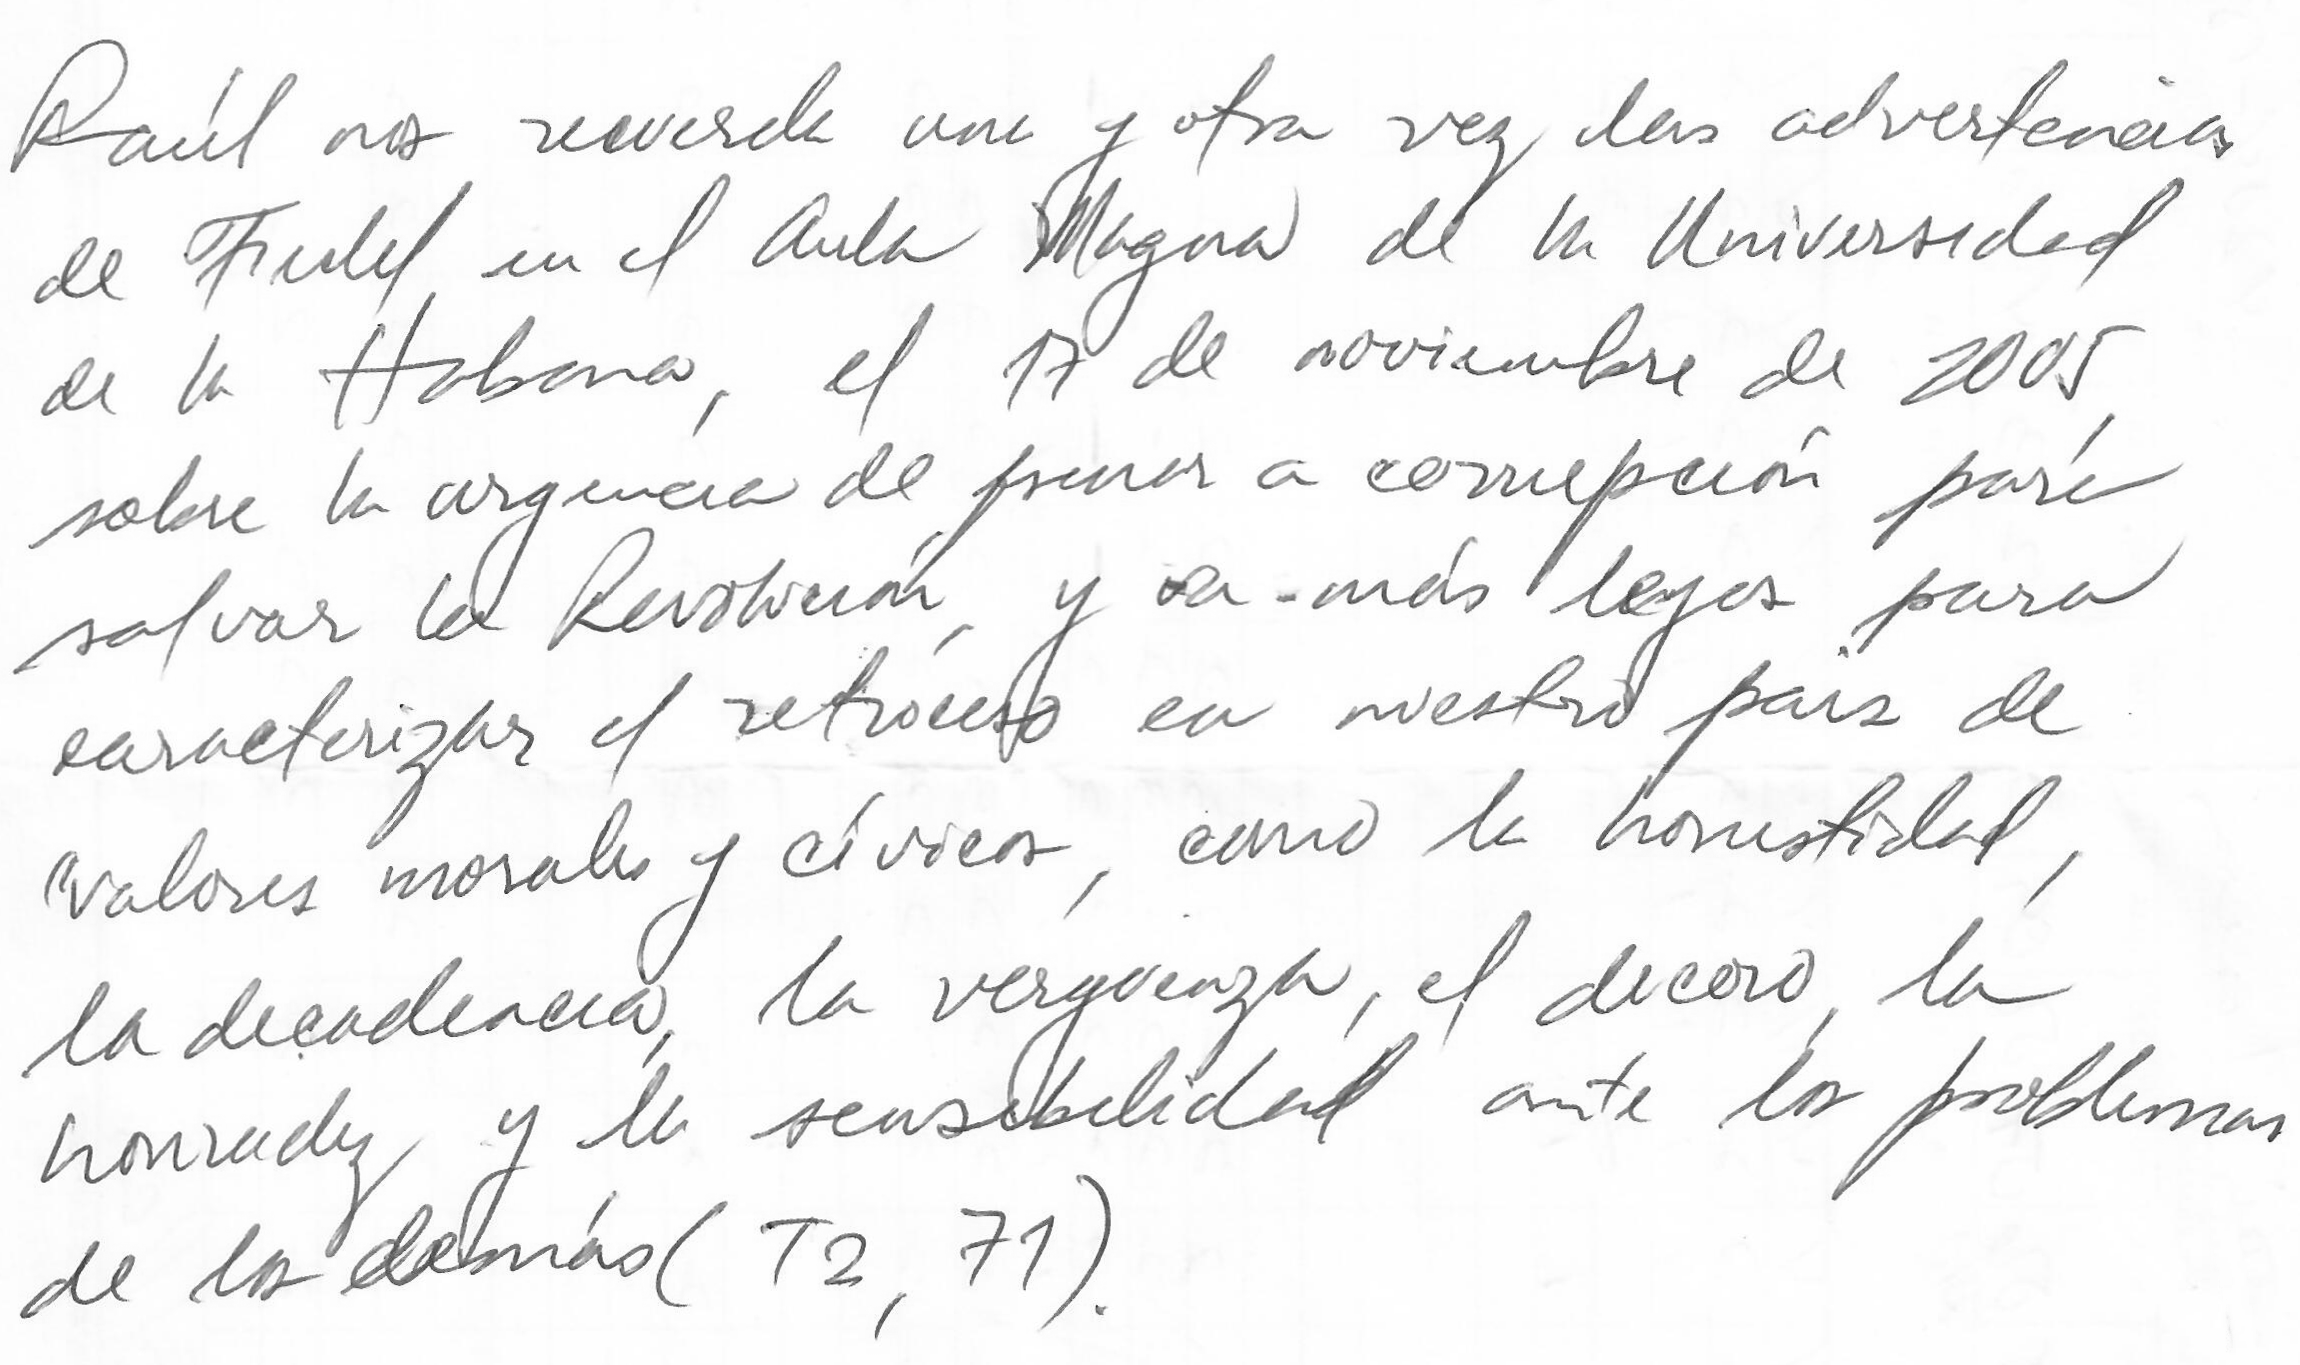 Raúl nos recuerda una y otra vez las advertencias
de Fidel en el Aula Magna de la Universidad
de la Habana, el 17 de noviembre de 2005,
sobre la urgencia de frenar a corrupción para
salvar la Revolución, y va más lejos para
caracterizar el retroceso en nuestro país de
"valores morales y cívicos, como la honestidad,
la decadencia, la vergüenza, el decoro, la
honradez y la sensibilidad ante los problemas
de los demás (T2, 71).